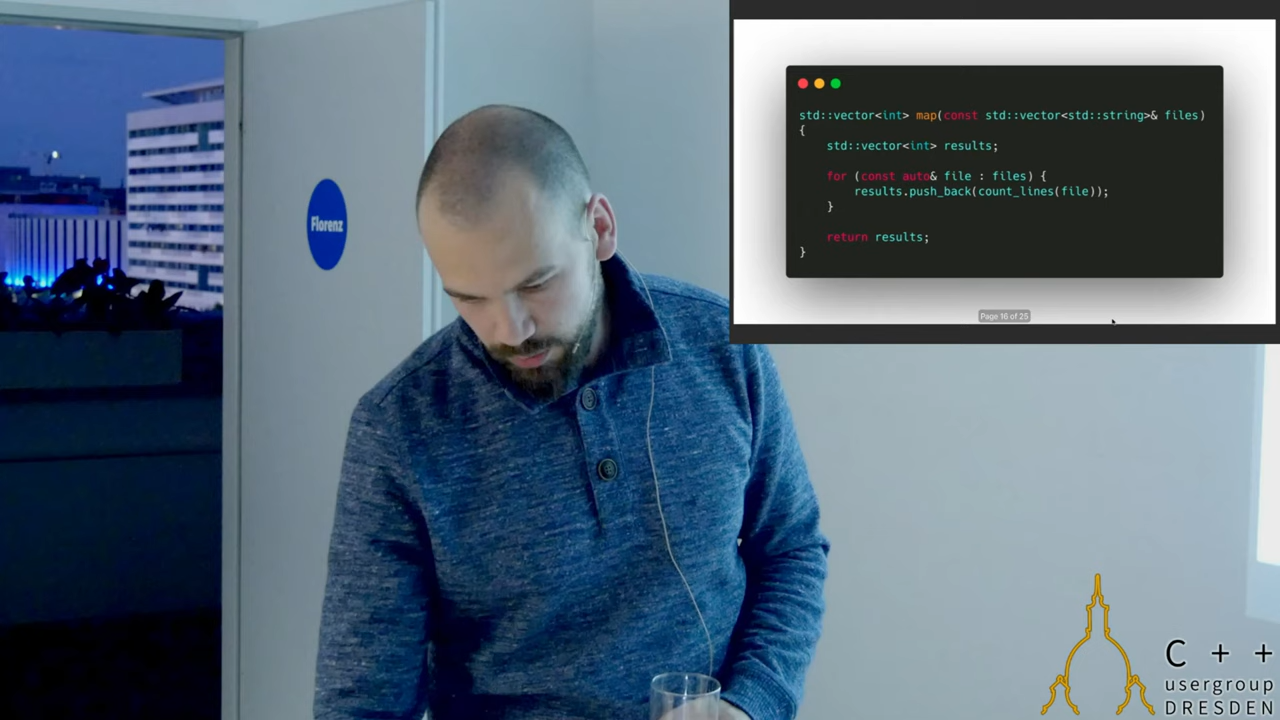 Florenz
std::vector<int> map(const std::vector<std::string>& files)
{
    std::vector<int> results;
    for (const auto& file : files) {
        results.push_back(count_lines(file));
    }
    return results;
}
Page 16 of 25
C + +
usergroup
DRESDEN